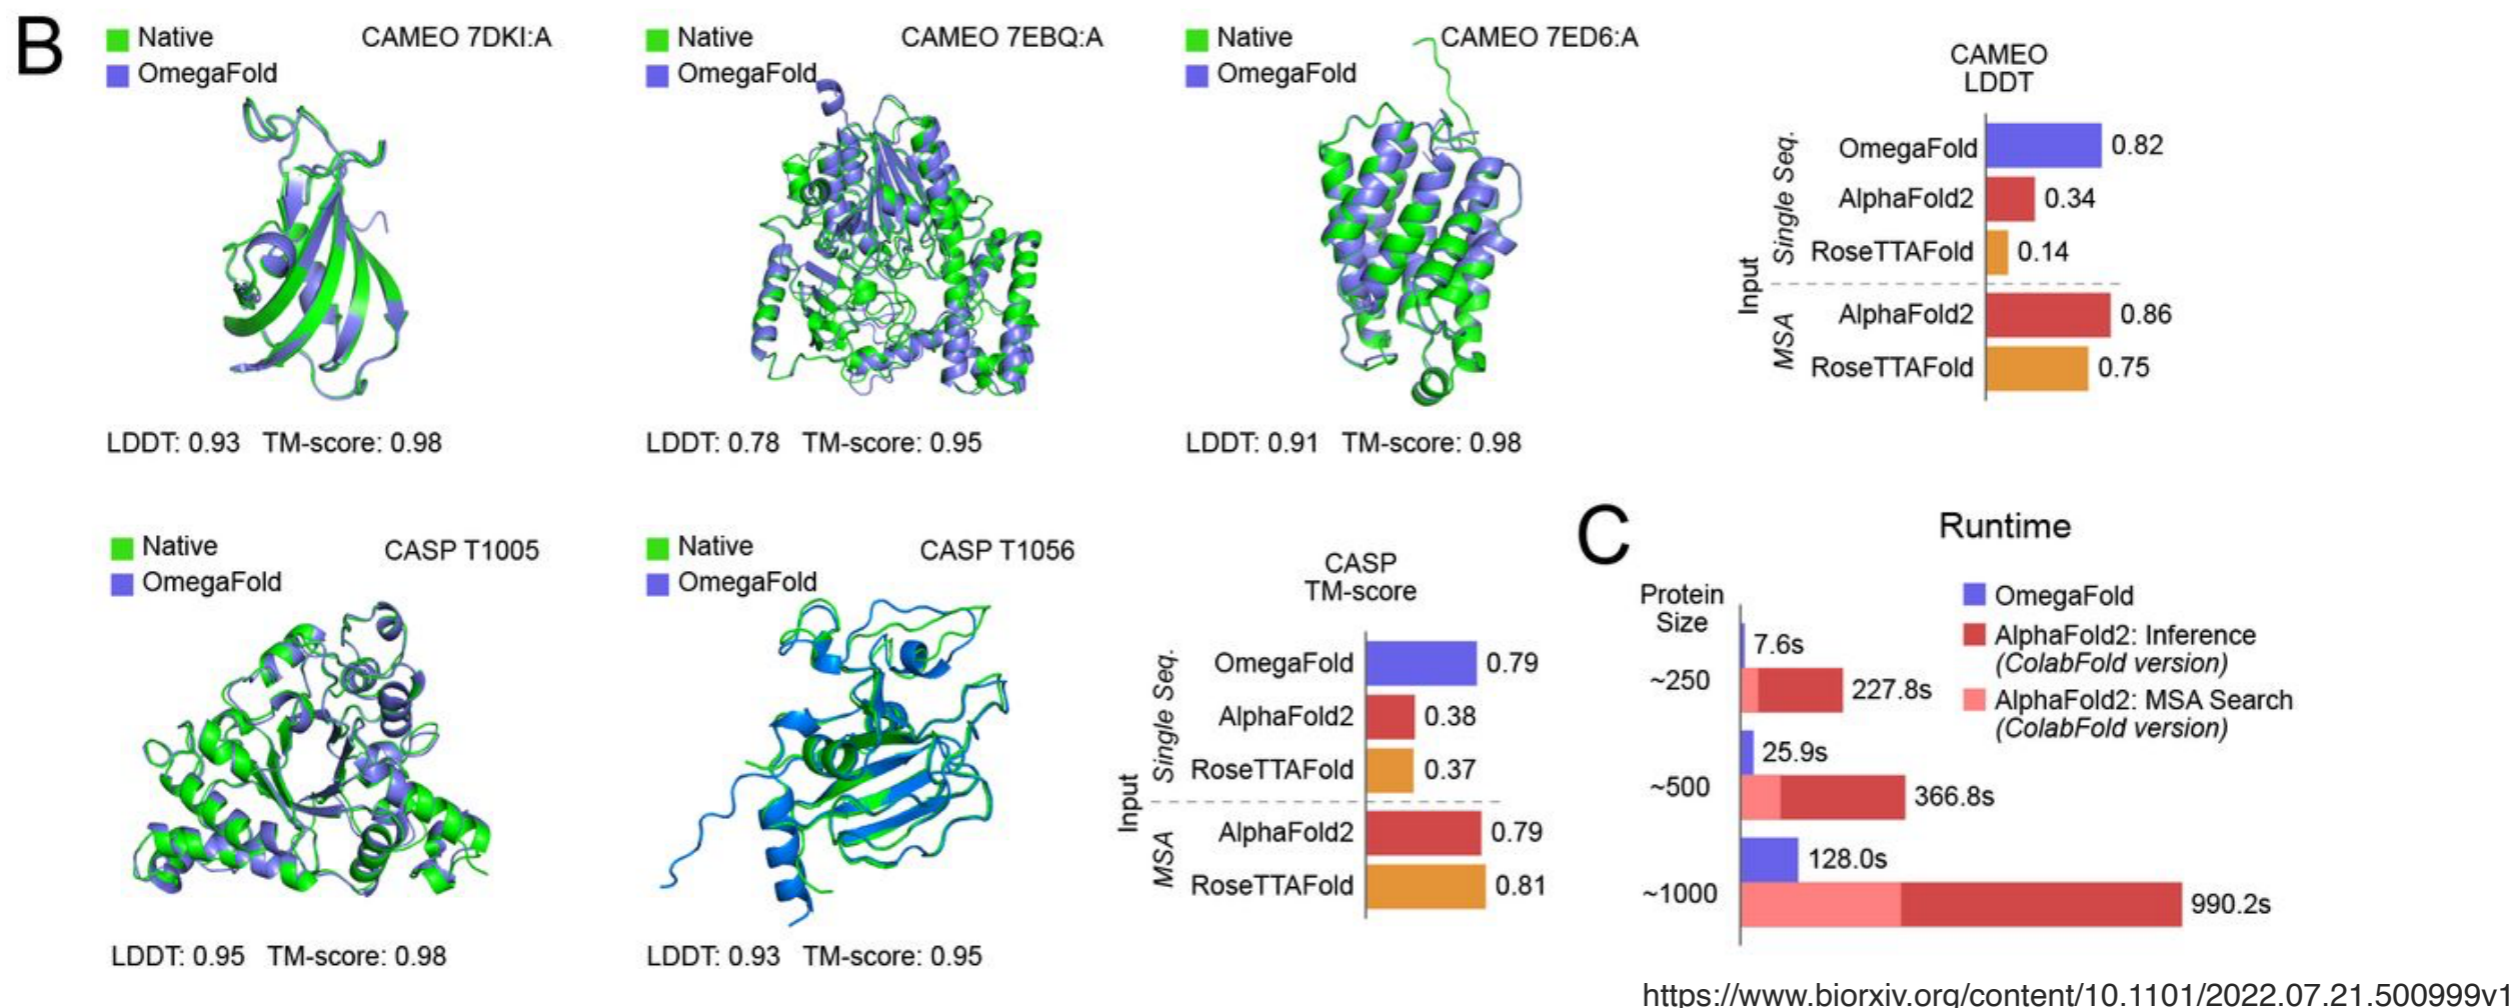 B
Native
OmegaFold
CAMEO 7DKI:A
LDDT: 0.93 TM-score: 0.98
Native
OmegaFold
CAMEO 7EBQ:A
LDDT: 0.78 TM-score: 0.95
Native
OmegaFold
CAMEO 7ED6:A
LDDT: 0.91 TM-score: 0.98
CAMEO
LDDT
Input
Single Seq.
OmegaFold 0.82
AlphaFold2 0.34
RoseTTAFold 0.14
MSA
AlphaFold2 0.86
RoseTTAFold 0.75
Native
OmegaFold
CASP T1005
LDDT: 0.95 TM-score: 0.98
Native
OmegaFold
CASP T1056
LDDT: 0.93 TM-score: 0.95
CASP
TM-score
Input
Single Seq.
OmegaFold 0.79
AlphaFold2 0.38
RoseTTAFold 0.37
MSA
AlphaFold2 0.79
RoseTTAFold 0.81
C
Runtime
Protein
Size
OmegaFold
AlphaFold2: Inference
(ColabFold version)
AlphaFold2: MSA Search
(ColabFold version)
~250
7.6s
227.8s
~500
25.9s
366.8s
~1000
128.0s
990.2s
https://www.biorxiv.org/content/10.1101/2022.07.21.500999v1